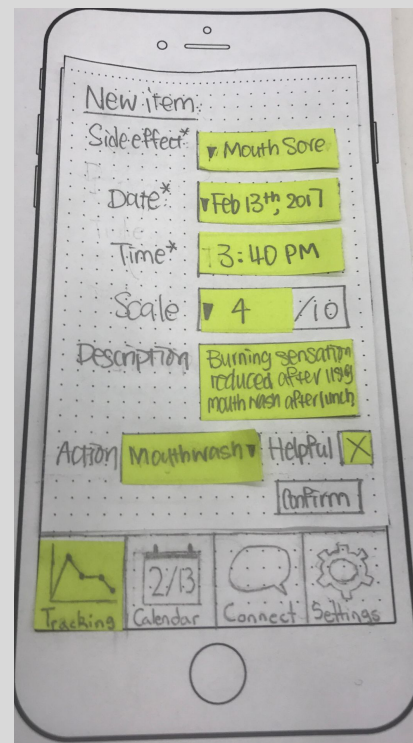 New item
Side effect* ▾ Mouth Sore
Date* ▾ Feb 13th, 2017
Time* 3:40 PM
Scale ▾ 4 /10
Description Burning sensation
reduced after
mouth wash after lunch
Action Mouthwash ▾ Helpful X
Confirm
2/13
Tracking Calendar Connect Settings